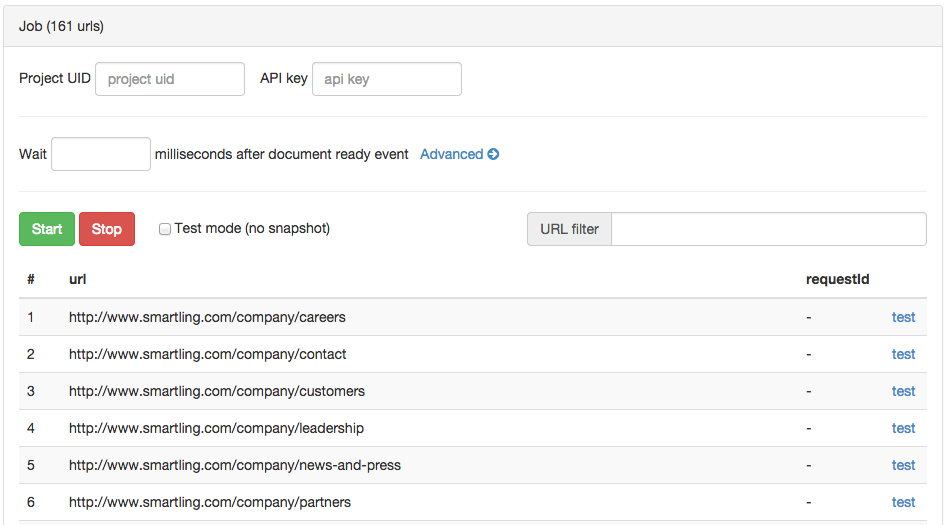 Job (161 urls)
Project UID project uid API key api key
Wait milliseconds after document ready event Advanced
Start Stop Test mode (no snapshot) URL filter
# url requestId
1 http://www.smartling.com/company/careers - test
2 http://www.smartling.com/company/contact - test
3 http://www.smartling.com/company/customers - test
4 http://www.smartling.com/company/leadership - test
5 http://www.smartling.com/company/news-and-press - test
6 http://www.smartling.com/company/partners - test